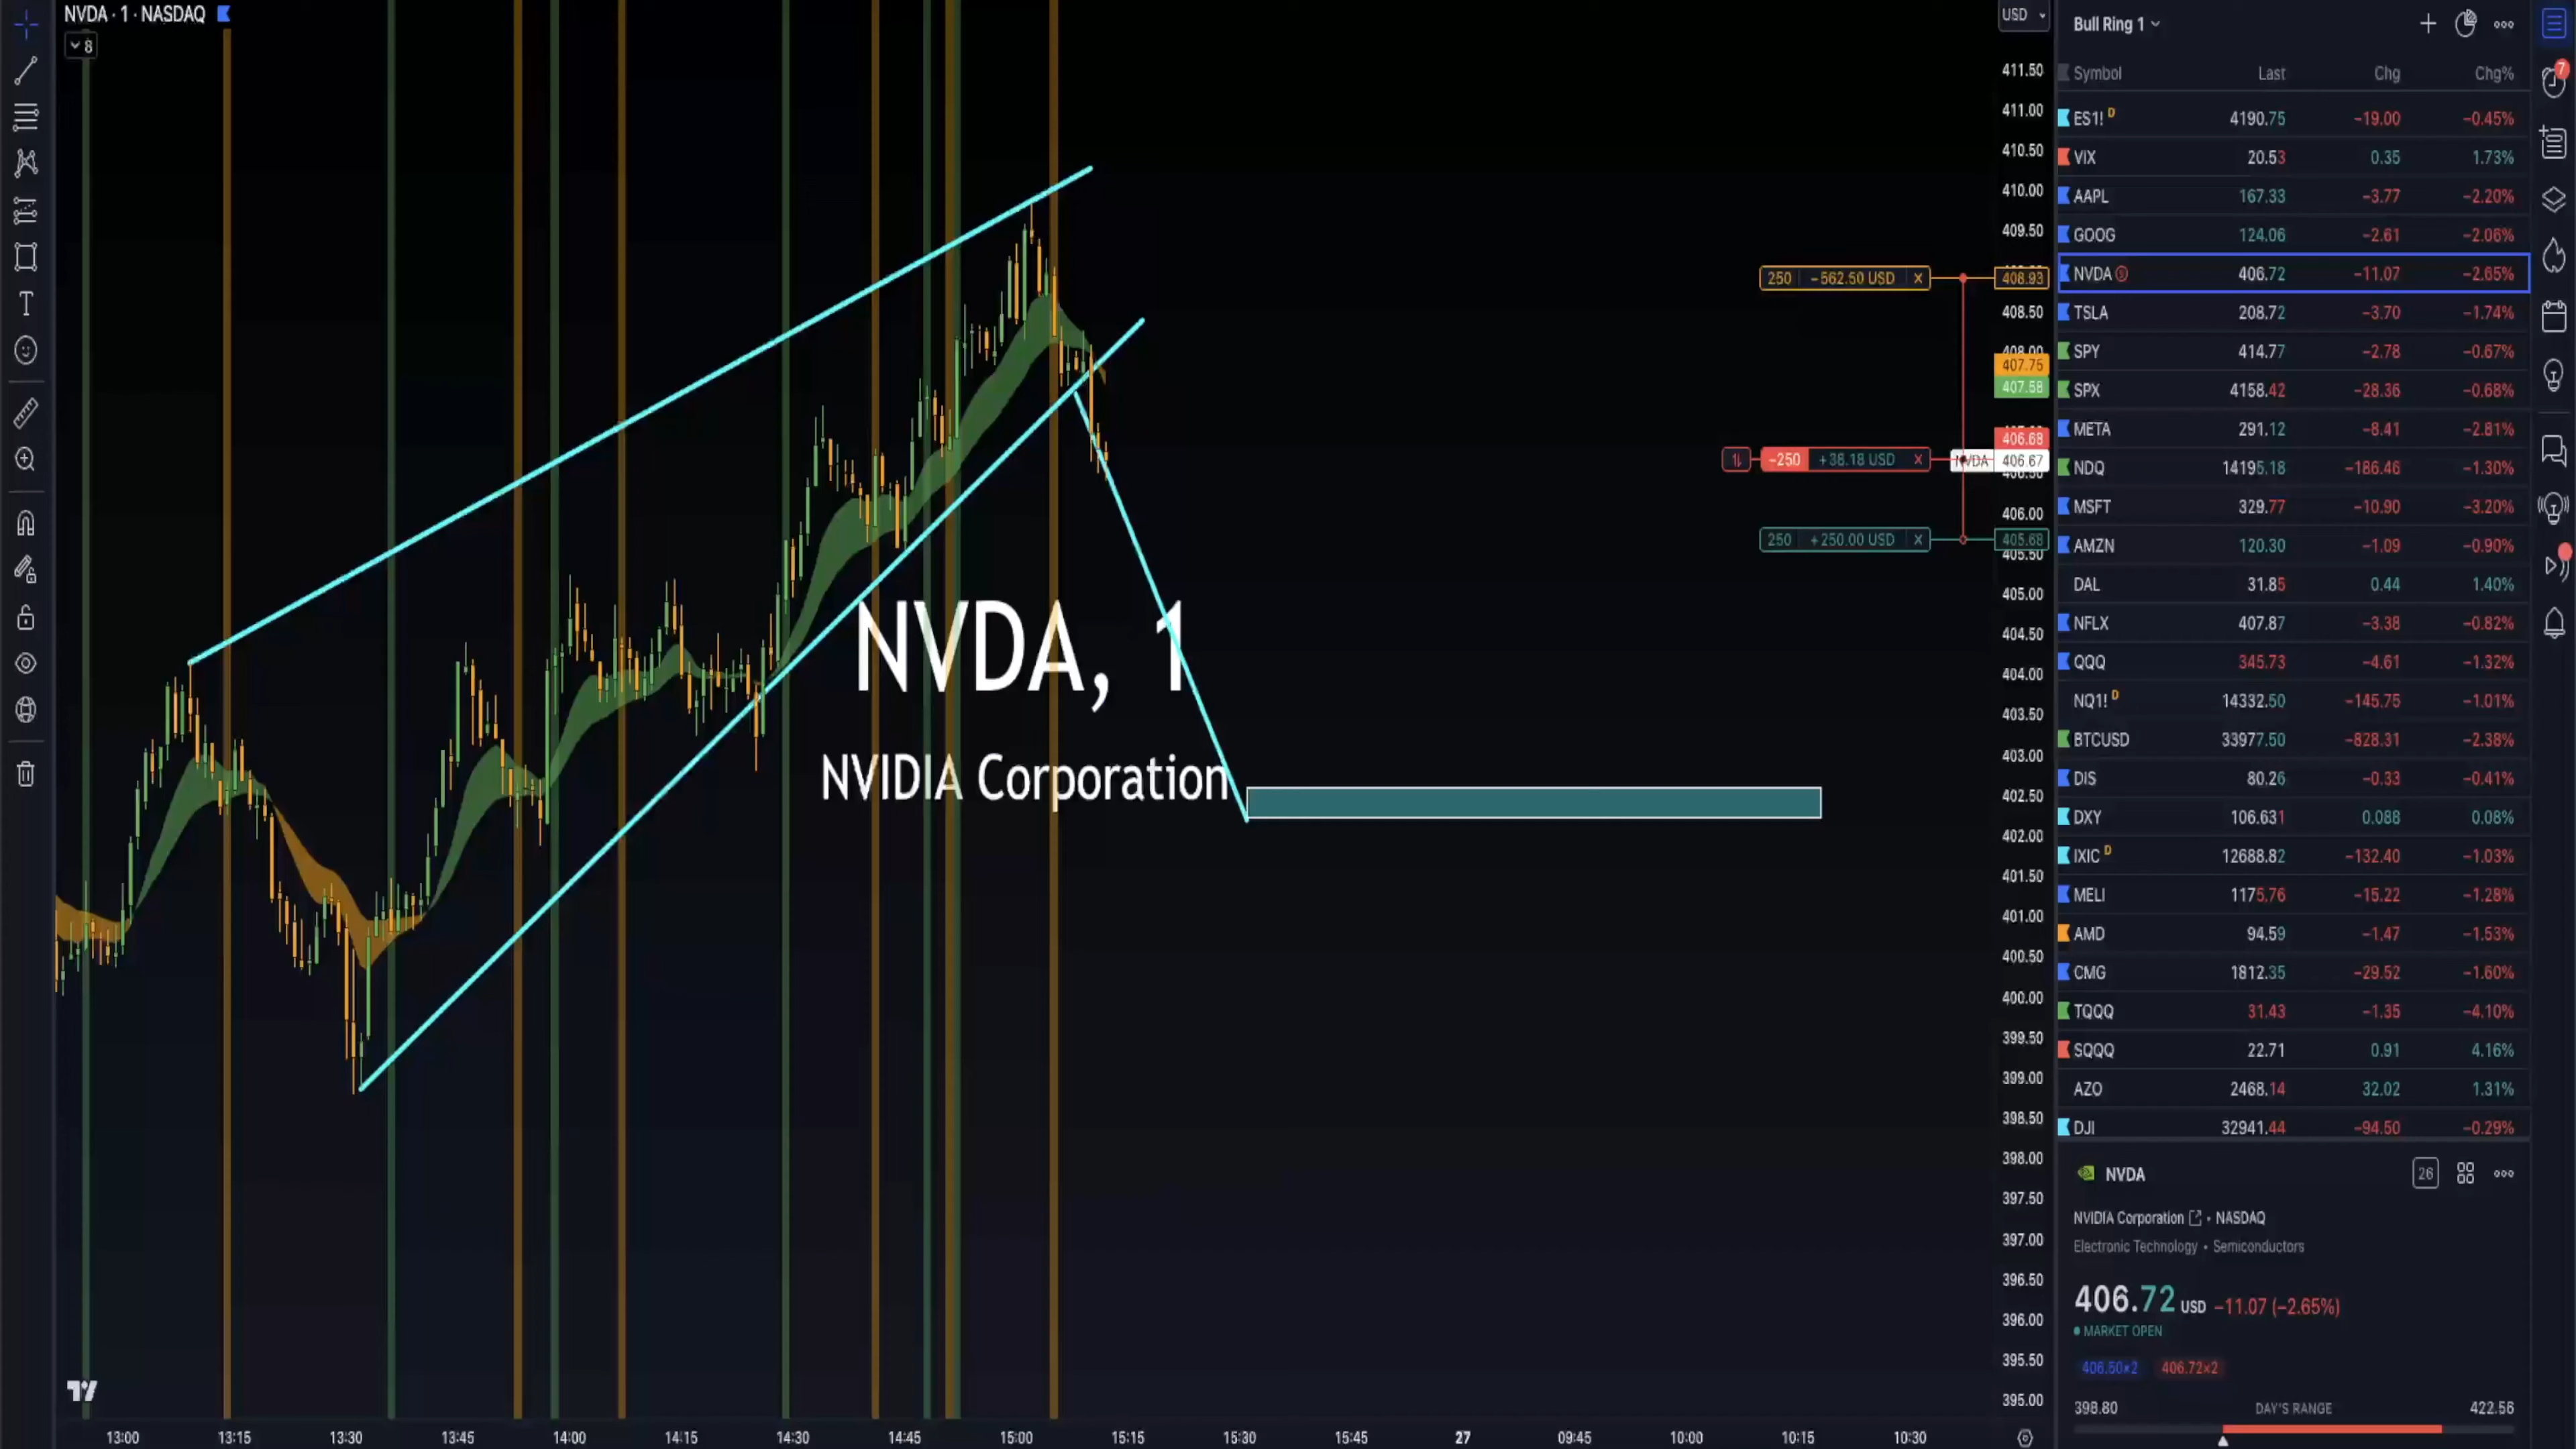 NVDA · 1 · NASDAQ
8
USD
411.50
411.00
410.50
410.00
409.50
408.93
408.50
408.00
407.75
407.58
406.68
NVDA 406.67
406.00
405.68
405.50
405.00
404.50
404.00
403.50
403.00
402.50
402.00
401.50
401.00
400.50
400.00
399.50
399.00
398.50
398.00
397.50
397.00
396.50
396.00
395.50
395.00
250 −562.50 USD ×
−250 +38.18 USD ×
250 +250.00 USD ×
NVDA, 1
NVIDIA Corporation
13:00 13:15 13:30 13:45 14:00 14:15 14:30 14:45 15:00 15:15 15:30 15:45 27 09:45 10:00 10:15 10:30
Bull Ring 1
Symbol Last Chg Chg%
ES1! D 4190.75 −19.00 −0.45%
VIX 20.53 0.35 1.73%
AAPL 167.33 −3.77 −2.20%
GOOG 124.06 −2.61 −2.06%
NVDA 406.72 −11.07 −2.65%
TSLA 208.72 −3.70 −1.74%
SPY 414.77 −2.78 −0.67%
SPX 4158.42 −28.36 −0.68%
META 291.12 −8.41 −2.81%
NDQ 14195.18 −186.46 −1.30%
MSFT 329.77 −10.90 −3.20%
AMZN 120.30 −1.09 −0.90%
DAL 31.85 0.44 1.40%
NFLX 407.87 −3.38 −0.82%
QQQ 345.73 −4.61 −1.32%
NQ1! D 14332.50 −145.75 −1.01%
BTCUSD 33977.50 −828.31 −2.38%
DIS 80.26 −0.33 −0.41%
DXY 106.631 0.088 0.08%
IXIC D 12688.82 −132.40 −1.03%
MELI 1175.76 −15.22 −1.28%
AMD 94.59 −1.47 −1.53%
CMG 1812.35 −29.52 −1.60%
TQQQ 31.43 −1.35 −4.10%
SQQQ 22.71 0.91 4.16%
AZO 2468.14 32.02 1.31%
DJI 32941.44 −94.50 −0.29%
NVDA 26
NVIDIA Corporation • NASDAQ
Electronic Technology • Semiconductors
406.72 USD −11.07 (−2.65%)
MARKET OPEN
406.60×2 406.72×2
398.80 DAY'S RANGE 422.56
7